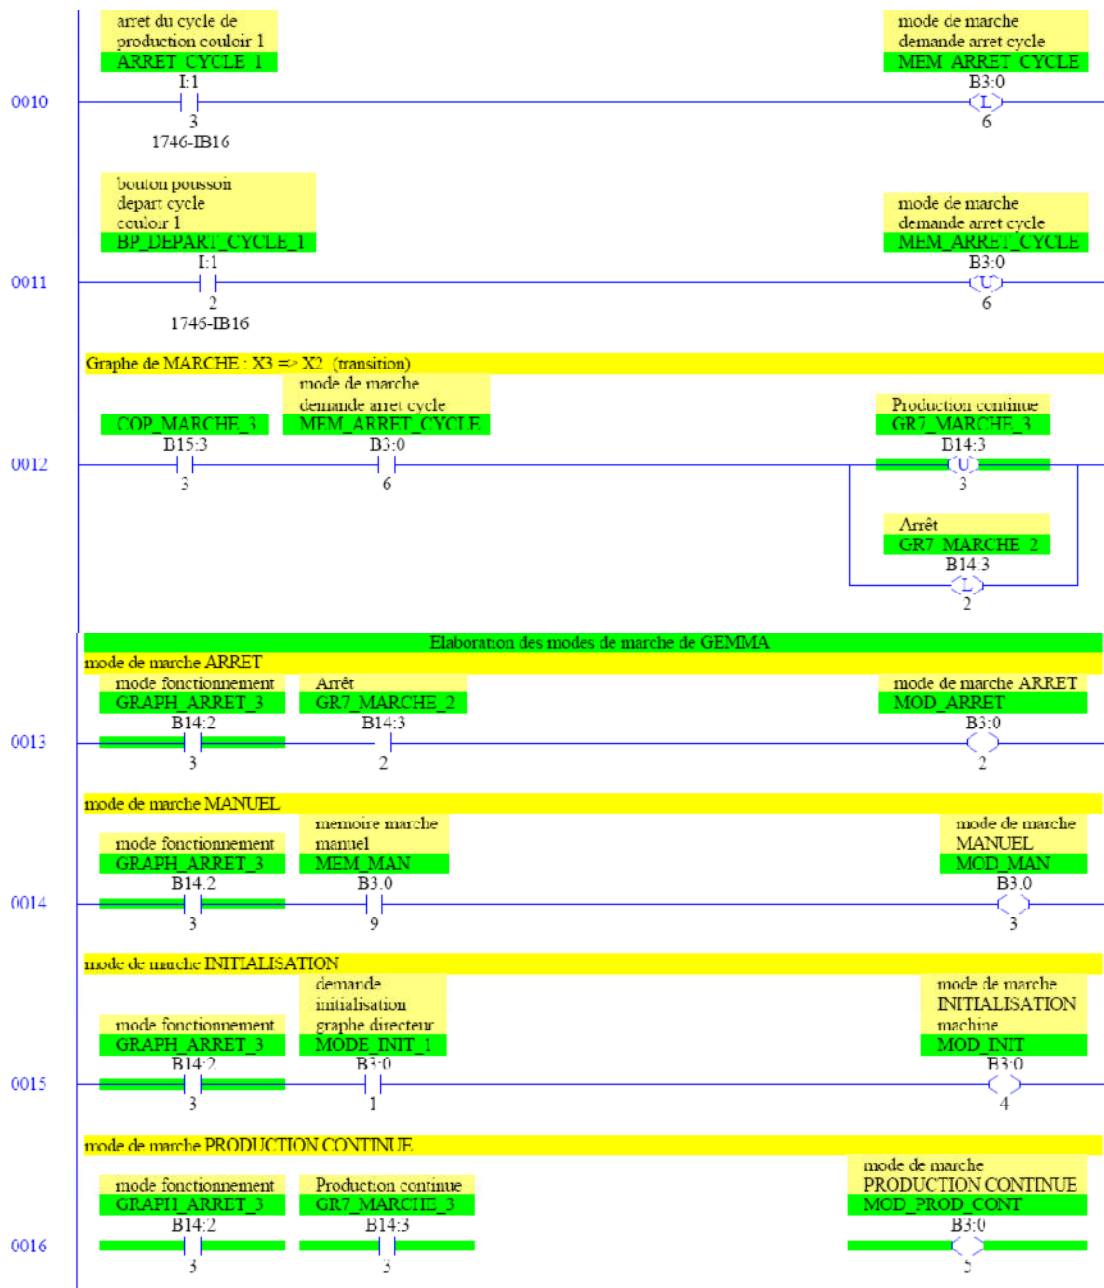 arret du cycle de
production couloir 1
ARRET_CYCLE_1
I:1
3
1746-IB16
mode de marche
demande arret cycle
MEM_ARRET_CYCLE
B3:0
L
6
0010
bouton poussoir
depart cycle
couloir 1
BP_DEPART_CYCLE_1
I:1
2
1746-IB16
mode de marche
demande arret cycle
MEM_ARRET_CYCLE
B3:0
U
6
0011
Graphe de MARCHE : X3 => X2 (transition)
COP_MARCHE_3
B15:3
3
mode de marche
demande arret cycle
MEM_ARRET_CYCLE
B3:0
6
Production continue
GR7_MARCHE_3
B14:3
U
3
0012
Arrêt
GR7_MARCHE_2
B14:3
L
2
Elaboration des modes de marche de GEMMA
mode de marche ARRET
mode fonctionnement
GRAPH_ARRET_3
B14:2
3
Arrêt
GR7_MARCHE_2
B14:3
2
mode de marche ARRET
MOD_ARRET
B3:0
2
0013
mode de marche MANUEL
mode fonctionnement
GRAPH_ARRET_3
B14:2
3
memoire marche
manuel
MEM_MAN
B3:0
9
mode de marche
MANUEL
MOD_MAN
B3:0
3
0014
mode de marche INITIALISATION
mode fonctionnement
GRAPH_ARRET_3
B14:2
3
demande
initialisation
graphe directeur
MODE_INIT_1
B3:0
1
mode de marche
INITIALISATION
machine
MOD_INIT
B3:0
4
0015
mode de marche PRODUCTION CONTINUE
mode fonctionnement
GRAPH_ARRET_3
B14:2
3
Production continue
GR7_MARCHE_3
B14:3
3
mode de marche
PRODUCTION CONTINUE
MOD_PROD_CONT
B3:0
5
0016